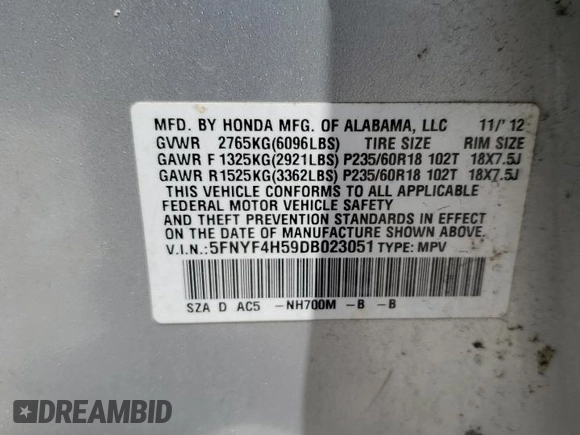 MFD. BY HONDA MFG. OF ALABAMA, LLC 11/'12
GVWR 2765KG(6096LBS) TIRE SIZE RIM SIZE
GAWR F 1325KG(2921LBS) P235/60R18 102T 18X7.5J
GAWR R 1525KG(3362LBS) P235/60R18 102T 18X7.5J
THIS VEHICLE CONFORMS TO ALL APPLICABLE
FEDERAL MOTOR VEHICLE SAFETY
AND THEFT PREVENTION STANDARDS IN EFFECT
ON THE DATE OF MANUFACTURE SHOWN ABOVE.
V.I.N.: 5FNYF4H59DB023051 TYPE: MPV
SZA D AC5 -NH700M -B -B
DREAMBID